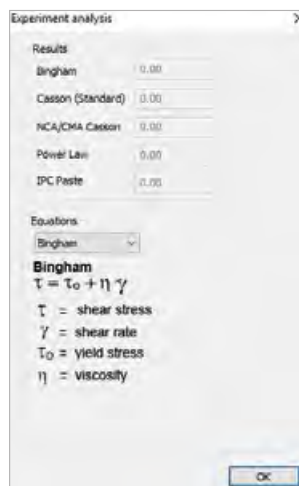 Experiment analysis
Results
Bingham 0.00
Casson (Standard) 0.00
NCA/CMA Casson 0.00
Power Law 0.00
IPC Paste 0.00
Equations
Bingham
Bingham
τ = τ₀ + η γ
τ = shear stress
γ = shear rate
τ₀ = yield stress
η = viscosity
OK